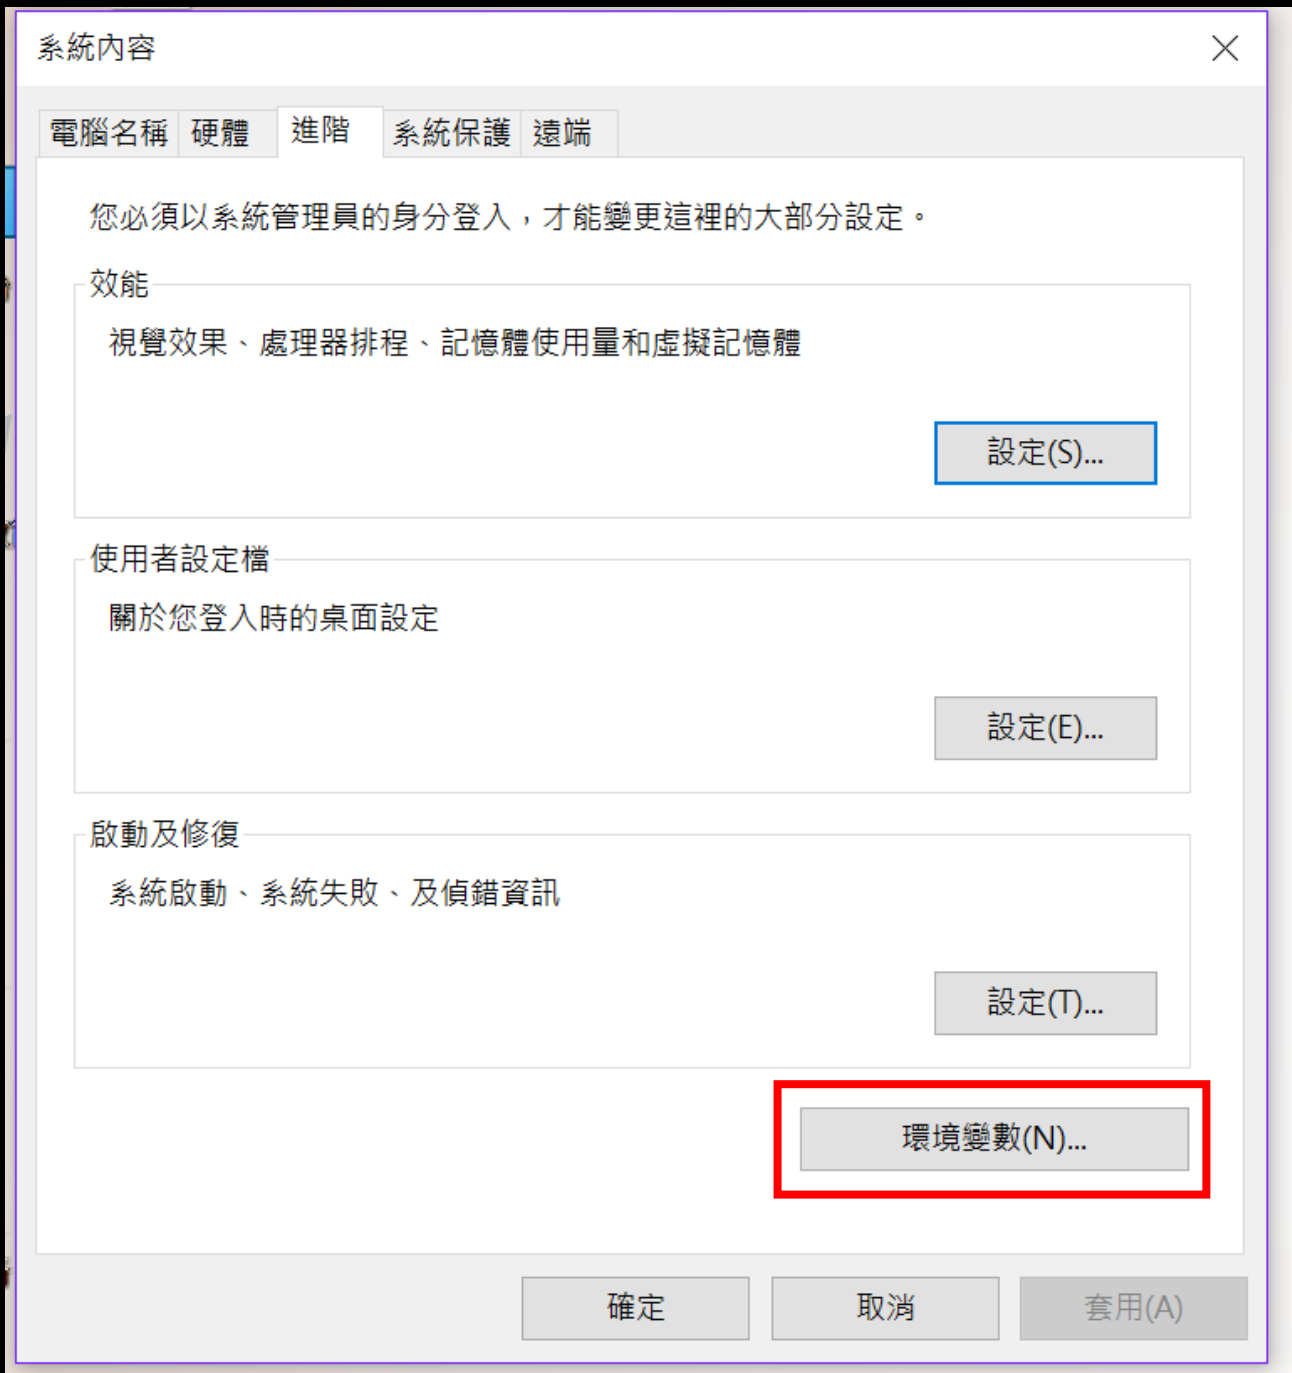 系統內容
電腦名稱 硬體 進階 系統保護 遠端
您必須以系統管理員的身分登入，才能變更這裡的大部分設定。
效能
視覺效果、處理器排程、記憶體使用量和虛擬記憶體
設定(S)...
使用者設定檔
關於您登入時的桌面設定
設定(E)...
啟動及修復
系統啟動、系統失敗、及偵錯資訊
設定(T)...
環境變數(N)...
確定 取消 套用(A)